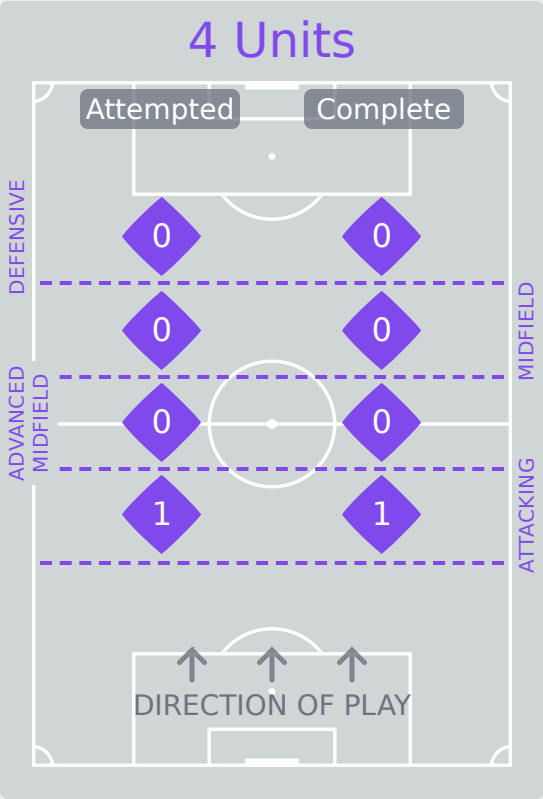 4 Units
Attempted Complete
DEFENSIVE
0 0
MIDFIELD
0 0
ADVANCED
MIDFIELD
0 0
ATTACKING
1 1
DIRECTION OF PLAY